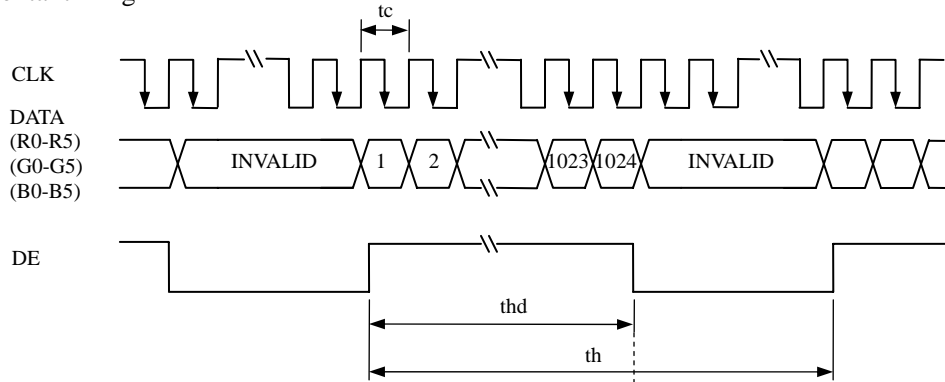 tc
CLK
DATA
(R0-R5)
(G0-G5)
(B0-B5)
INVALID 1 2 1023 1024 INVALID
DE
thd
th